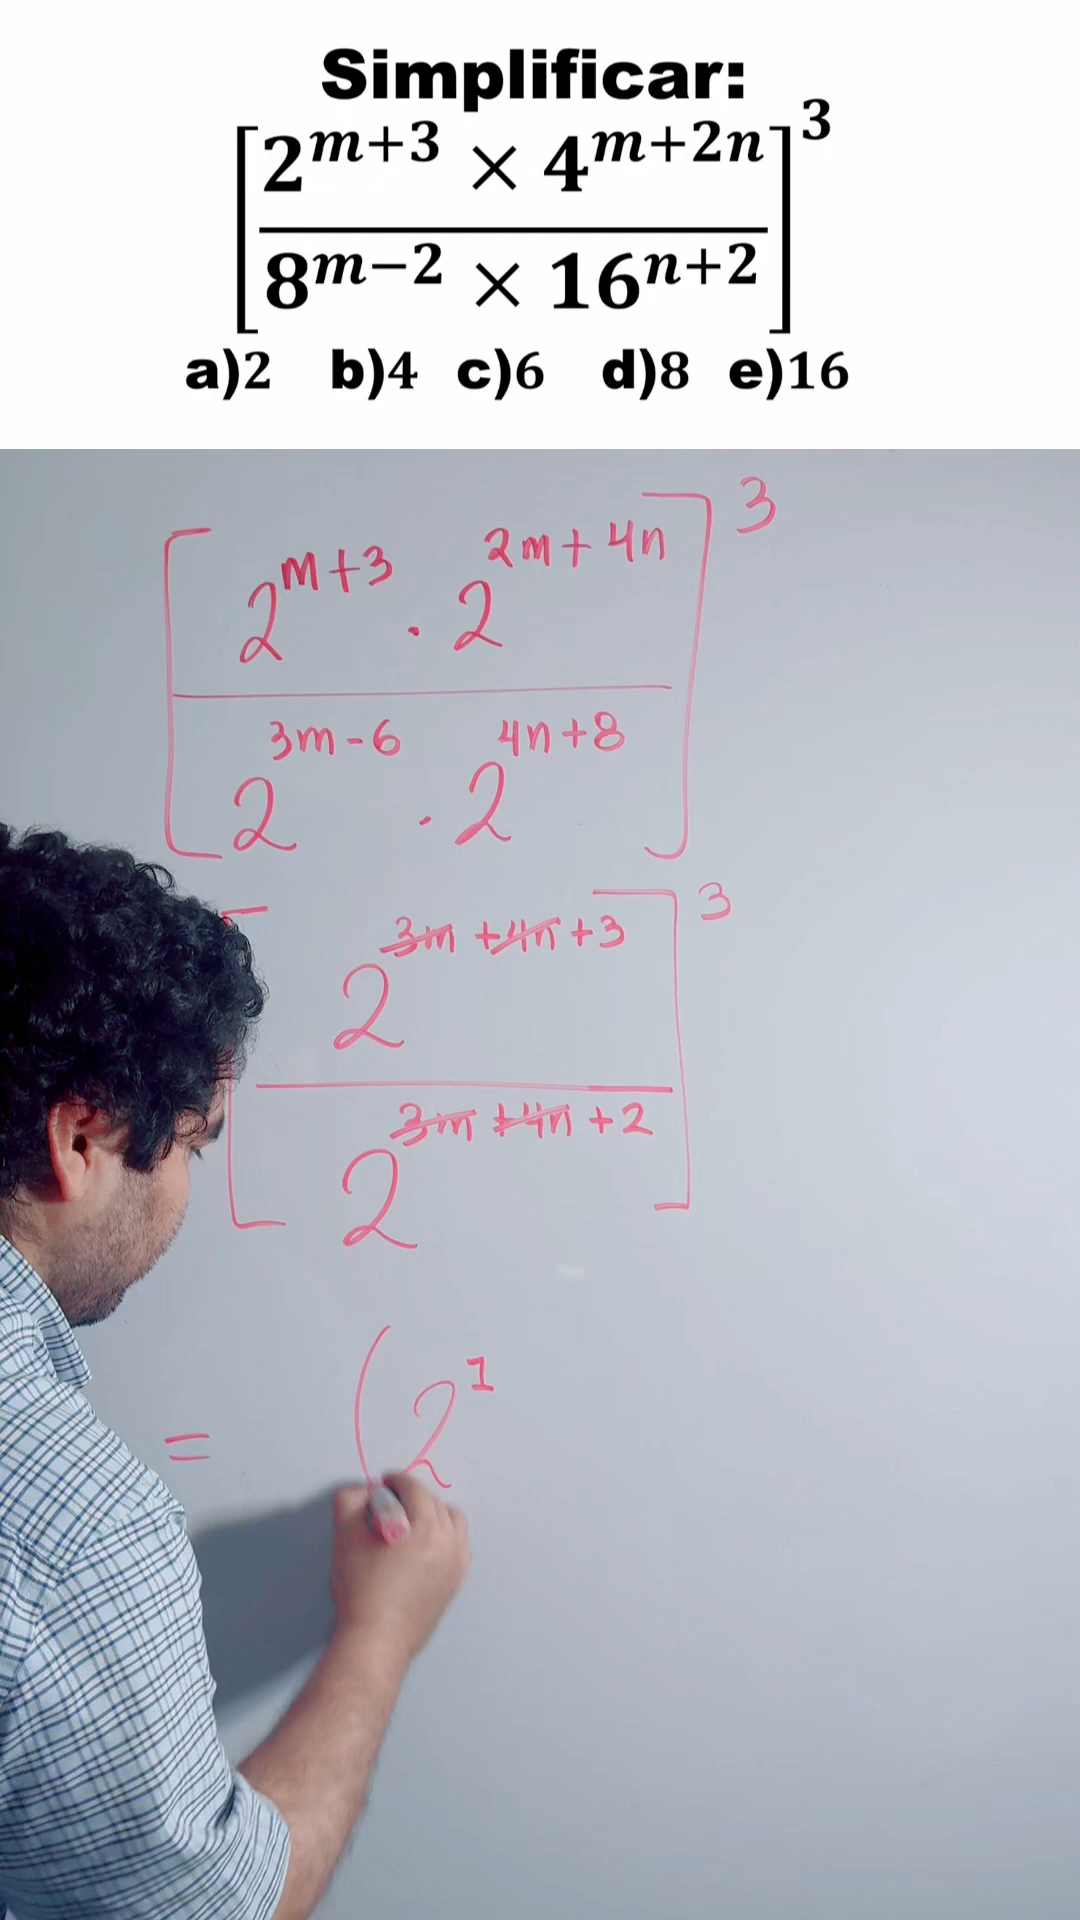 Simplificar:
[2^{m+3} × 4^{m+2n}]^3
8^{m−2} × 16^{n+2}
a)2 b)4 c)6 d)8 e)16
[2^{m+3} · 2^{2m+4n}]^3
2^{3m-6} · 2^{4n+8}
[2^{3m+4n+3}]^3
2^{3m+4n+2}
= (2^1